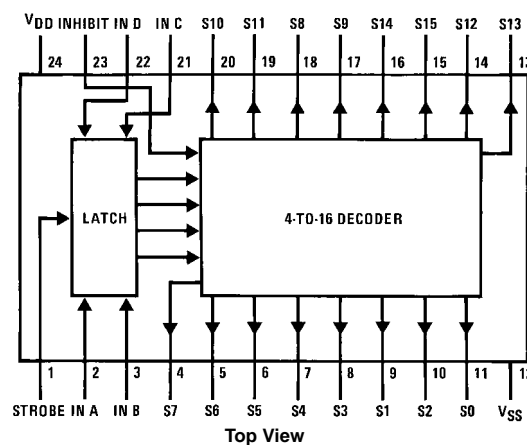 VDD INHIBIT IN D IN C S10 S11 S8 S9 S14 S15 S12 S13
24 23 22 21 20 19 18 17 16 15 14 13
LATCH
4-TO-16 DECODER
1 2 3 4 5 6 7 8 9 10 11 12
STROBE IN A IN B S7 S6 S5 S4 S3 S1 S2 S0 VSS
Top View